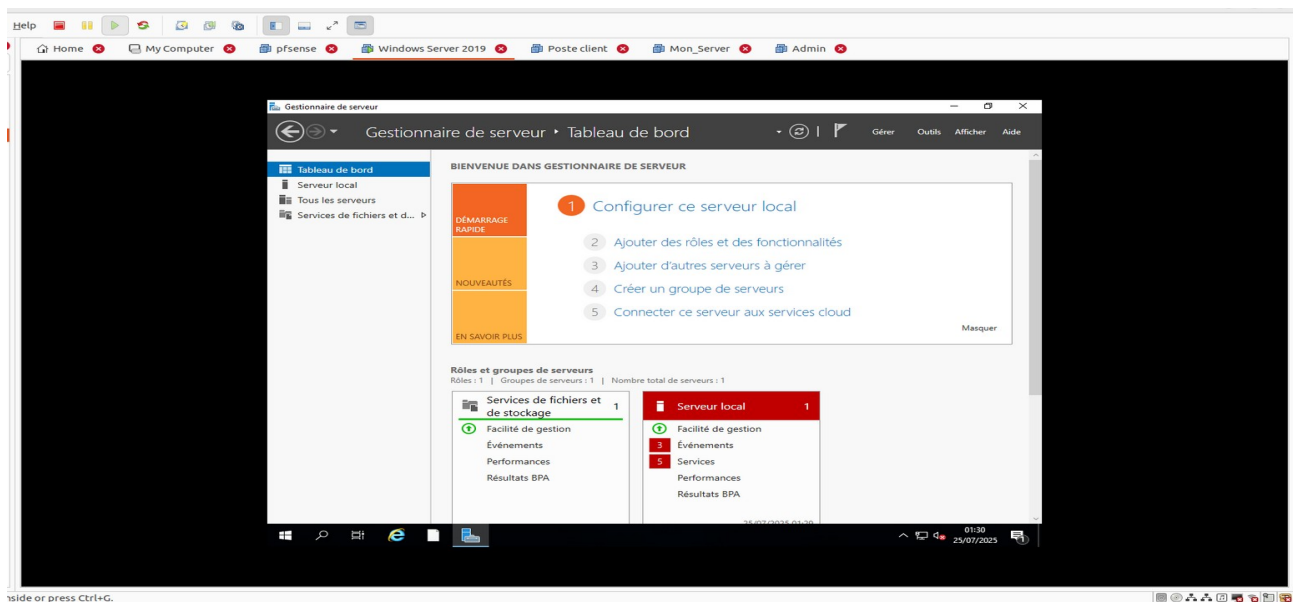 Help
Home
My Computer
pfsense
Windows Server 2019
Poste client
Mon_Server
Admin
Gestionnaire de serveur
Gestionnaire de serveur • Tableau de bord
Gérer Outils Afficher Aide
Tableau de bord
Serveur local
Tous les serveurs
Services de fichiers et d...
BIENVENUE DANS GESTIONNAIRE DE SERVEUR
DÉMARRAGE
RAPIDE
NOUVEAUTÉS
EN SAVOIR PLUS
1 Configurer ce serveur local
2 Ajouter des rôles et des fonctionnalités
3 Ajouter d'autres serveurs à gérer
4 Créer un groupe de serveurs
5 Connecter ce serveur aux services cloud
Masquer
Rôles et groupes de serveurs
Rôles : 1 | Groupes de serveurs : 1 | Nombre total de serveurs : 1
Services de fichiers et
de stockage
1
Facilité de gestion
Événements
Performances
Résultats BPA
Serveur local 1
Facilité de gestion
3 Événements
5 Services
Performances
Résultats BPA
01:30
25/07/2025
1
nside or press Ctrl+G.